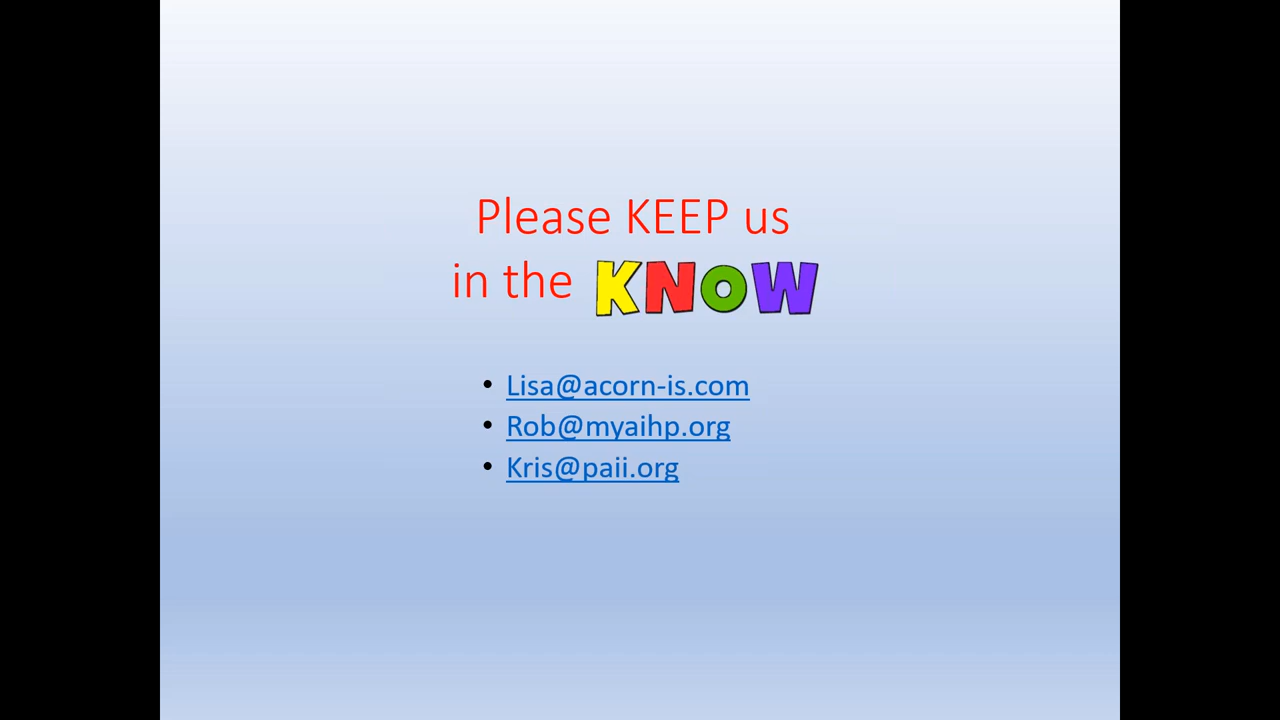 Please KEEP us
in the KNOW
• Lisa@acorn-is.com
• Rob@myaihp.org
• Kris@paii.org